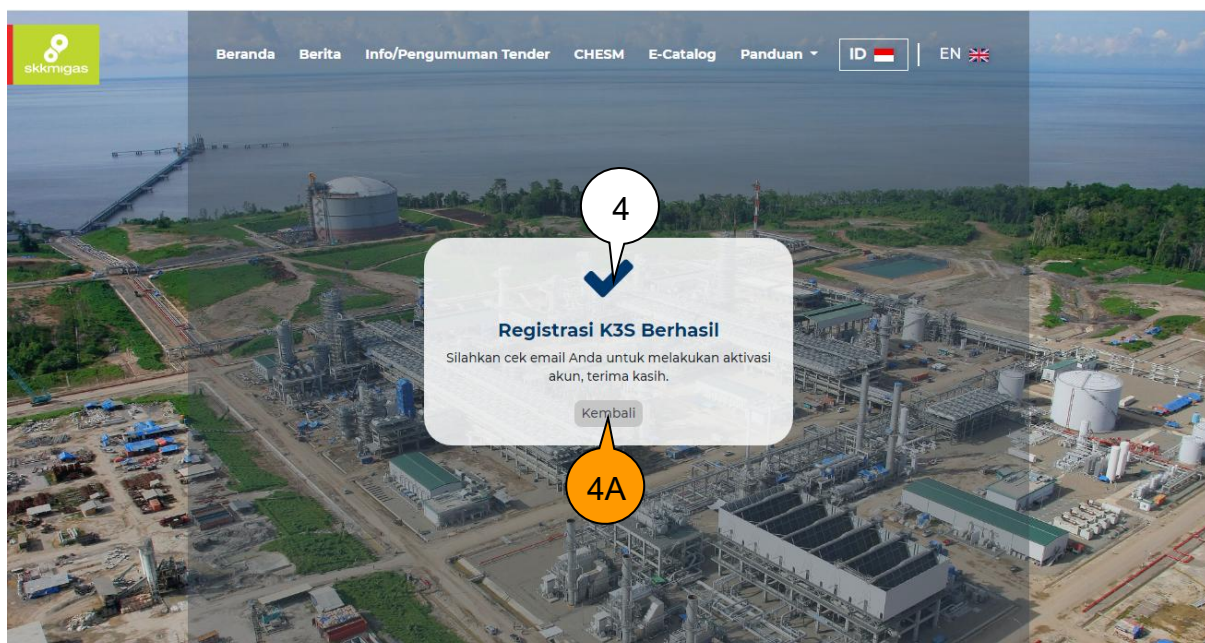 skkmigas
Beranda Berita Info/Pengumuman Tender CHESM E-Catalog Panduan ID EN
4
Registrasi K3S Berhasil
Silahkan cek email Anda untuk melakukan aktivasi
akun, terima kasih.
Kembali
4A